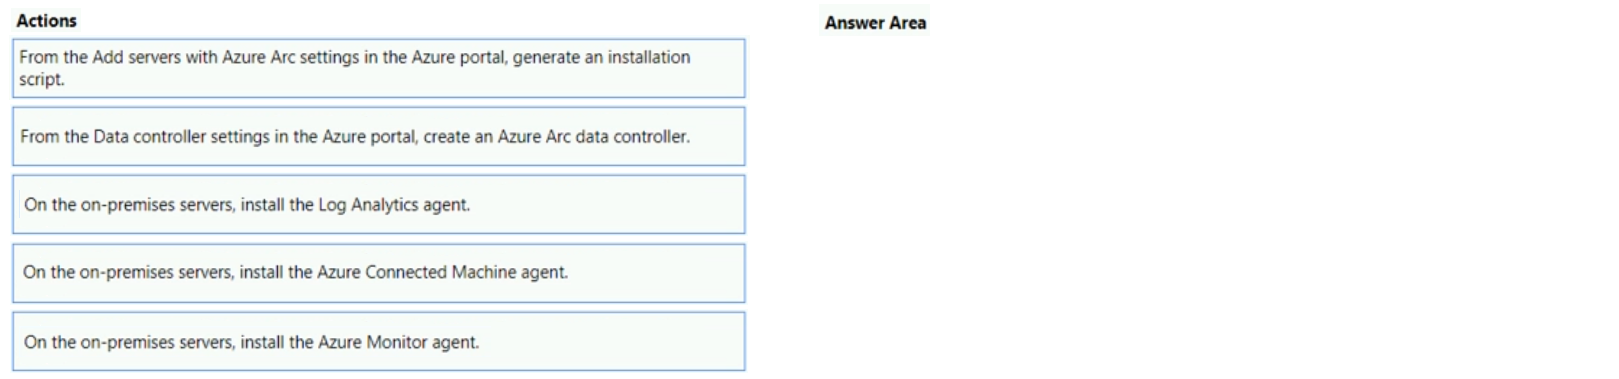 Actions
Answer Area
From the Add servers with Azure Arc settings in the Azure portal, generate an installation
script.
From the Data controller settings in the Azure portal, create an Azure Arc data controller.
On the on-premises servers, install the Log Analytics agent.
On the on-premises servers, install the Azure Connected Machine agent.
On the on-premises servers, install the Azure Monitor agent.